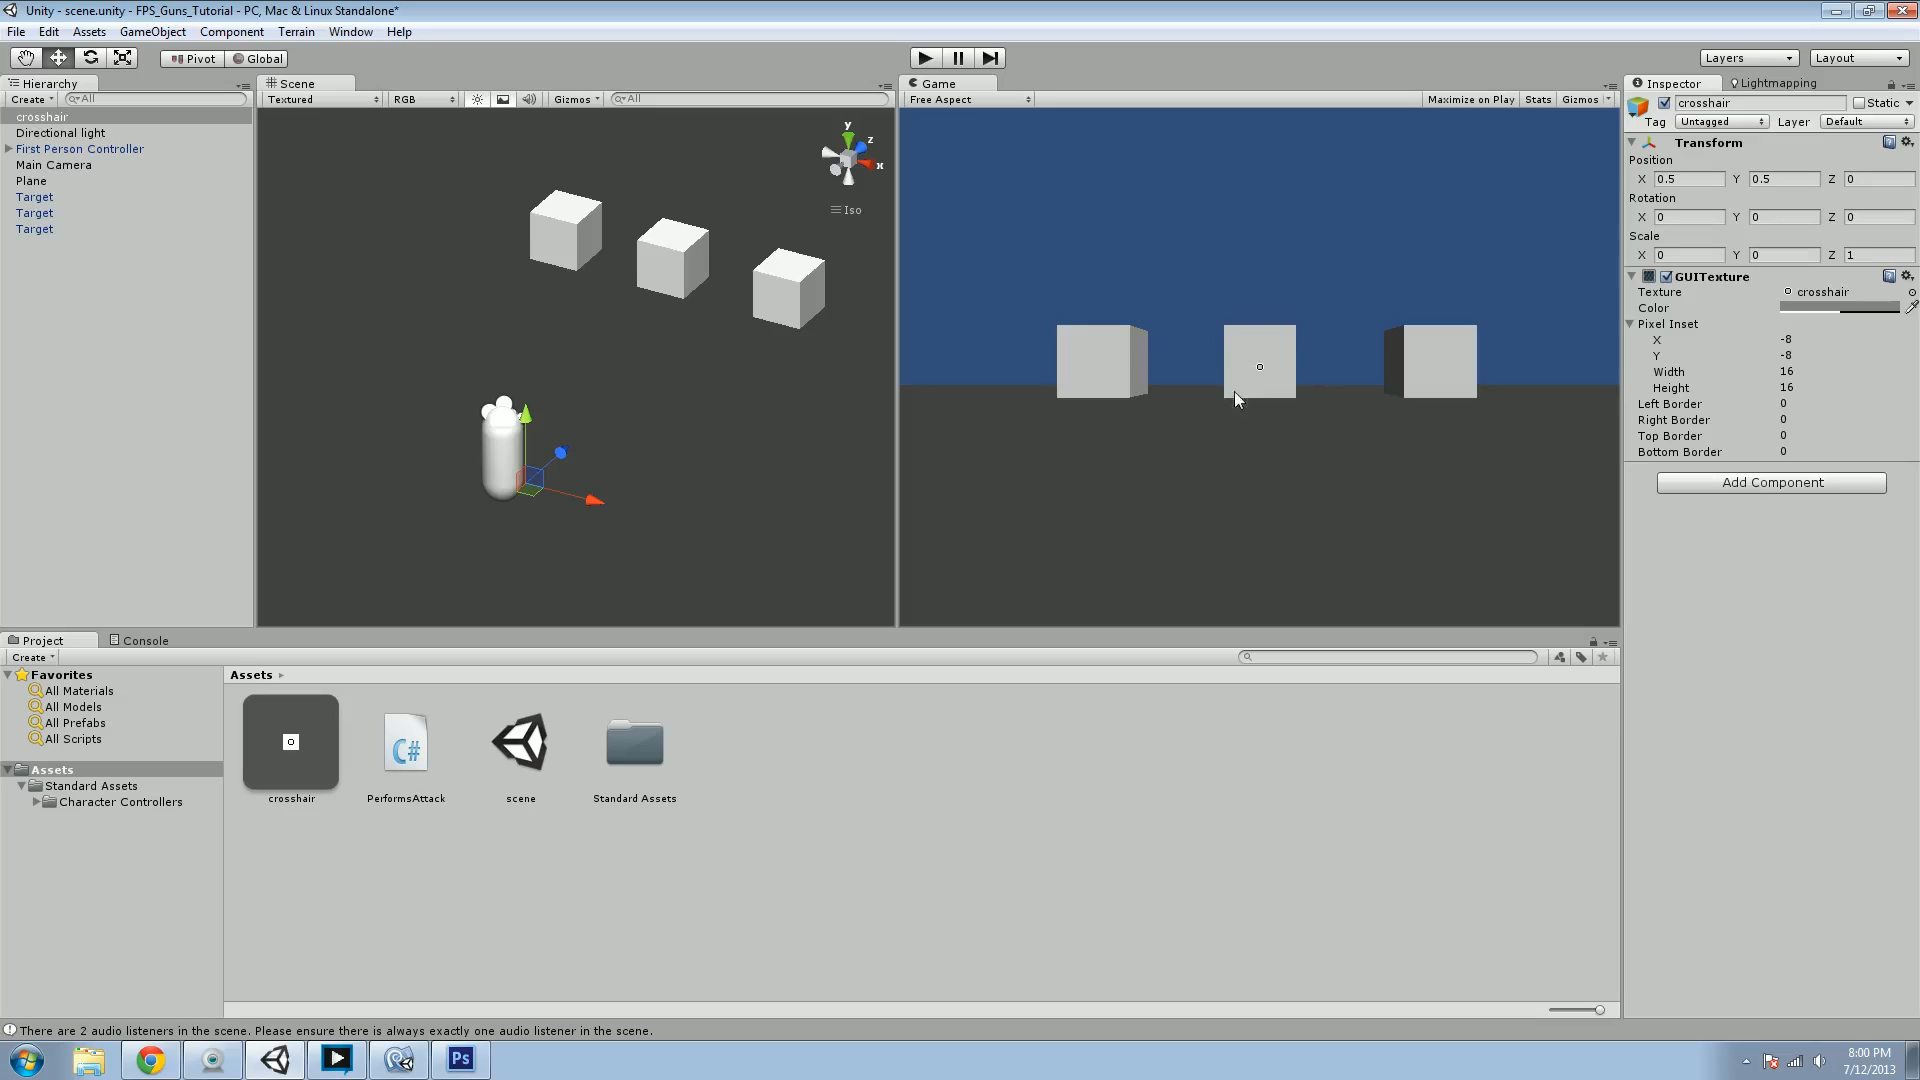 Unity - scene.unity - FPS_Guns_Tutorial - PC, Mac & Linux Standalone*
File Edit Assets GameObject Component Terrain Window Help
Pivot Global Layers Layout
Hierarchy
Create All
crosshair
Directional light
First Person Controller
Main Camera
Plane
Target
Target
Target
Scene
Textured RGB Gizmos All
y
z
x
Iso
Game
Free Aspect Maximize on Play Stats Gizmos
Inspector Lightmapping
crosshair Static
Tag Untagged Layer Default
Transform
Position
X 0.5 Y 0.5 Z 0
Rotation
X 0 Y 0 Z 0
Scale
X 0 Y 0 Z 1
GUITexture
Texture crosshair
Color
Pixel Inset
X -8
Y -8
Width 16
Height 16
Left Border 0
Right Border 0
Top Border 0
Bottom Border 0
Add Component
Project Console
Create
Favorites
All Materials
All Models
All Prefabs
All Scripts
Assets
Standard Assets
Character Controllers
Assets
C#
crosshair PerformsAttack scene Standard Assets
There are 2 audio listeners in the scene. Please ensure there is always exactly one audio listener in the scene.
Ps
8:00 PM
7/12/2013